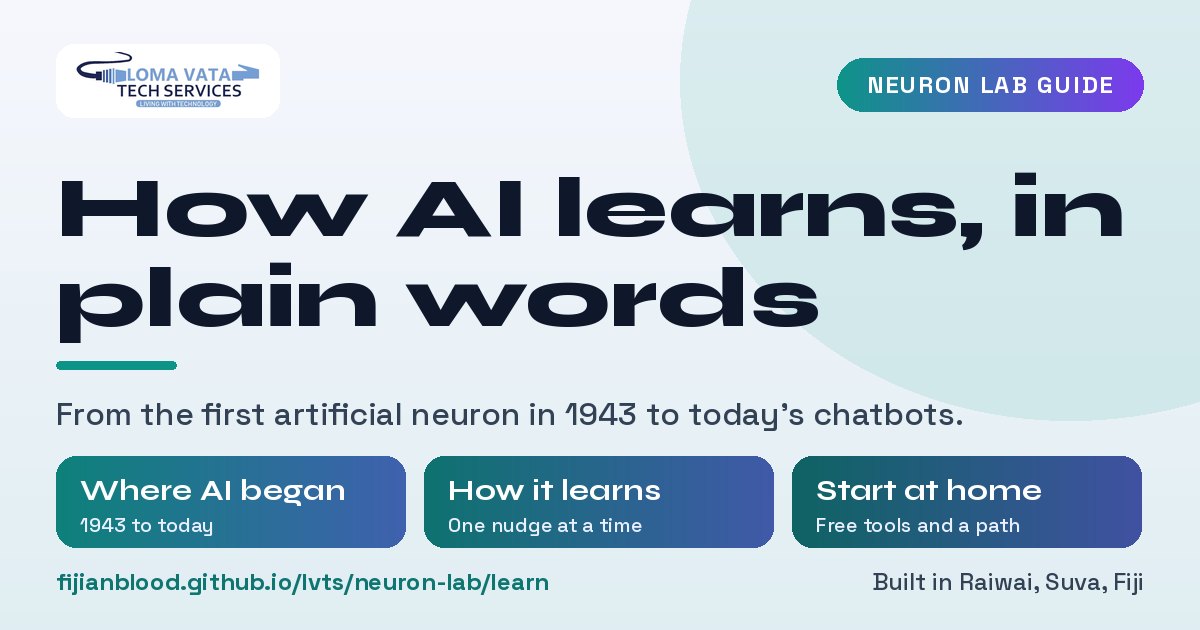 LOMA VATA
TECH SERVICES
LIVING WITH TECHNOLOGY
NEURON LAB GUIDE
How AI learns, in
plain words
From the first artificial neuron in 1943 to today's chatbots.
Where AI began
1943 to today
How it learns
One nudge at a time
Start at home
Free tools and a path
fijianblood.github.io/lvts/neuron-lab/learn
Built in Raiwai, Suva, Fiji